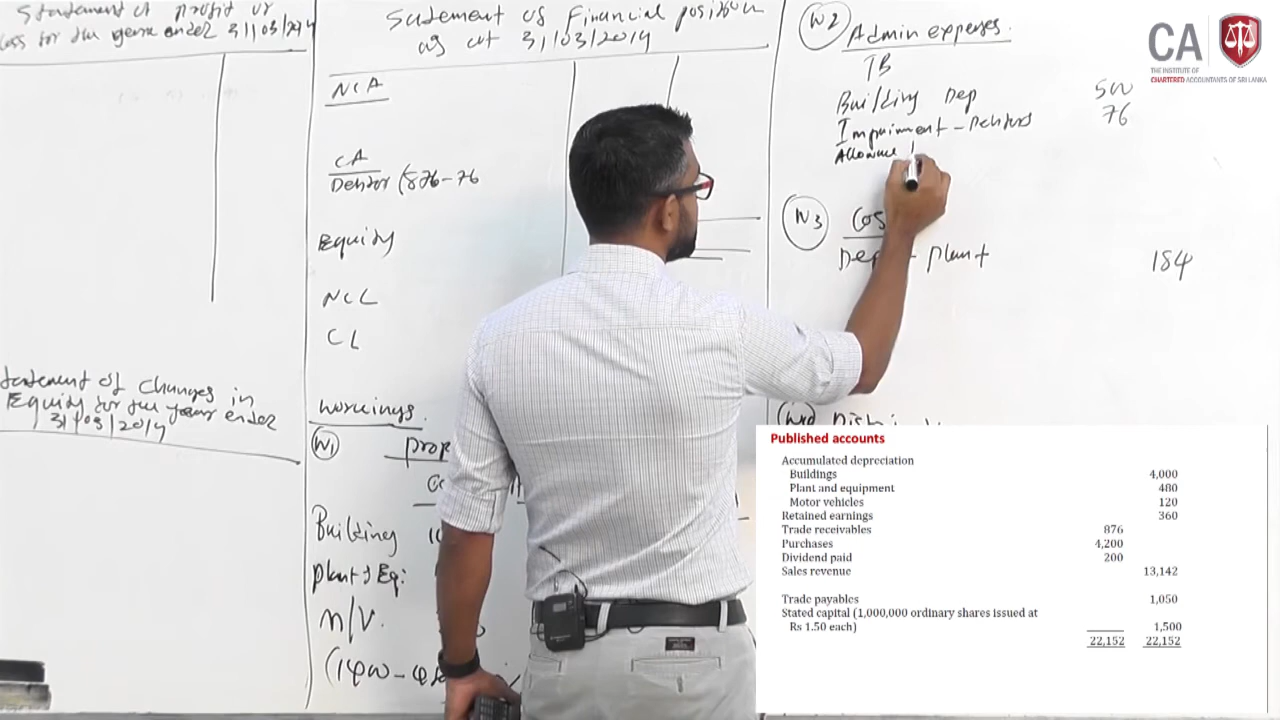 Statement of profit or
loss for the year ended 31/03/2014
Statement of Financial position
as at 31/03/2014
NCA
CA
Debtor (876-76
Equity
NCL
CL
Statement of Changes in
Equity for the year ended
31/03/2014
Workings.
W1
Building
Plant & Eq:
M/V.
W2 Admin expenses.
TB
Building Dep 500
Impairment - Debtors 76
Allowance
W3 Cos
Plant 184
W4
CA
THE INSTITUTE OF
CHARTERED ACCOUNTANTS OF SRI LANKA
Published accounts
Accumulated depreciation
Buildings 4,000
Plant and equipment 480
Motor vehicles 120
Retained earnings 360
Trade receivables 876
Purchases 4,200
Dividend paid 200
Sales revenue 13,142
Trade payables 1,050
Stated capital (1,000,000 ordinary shares issued at
Rs 1.50 each) 1,500
22,152 22,152